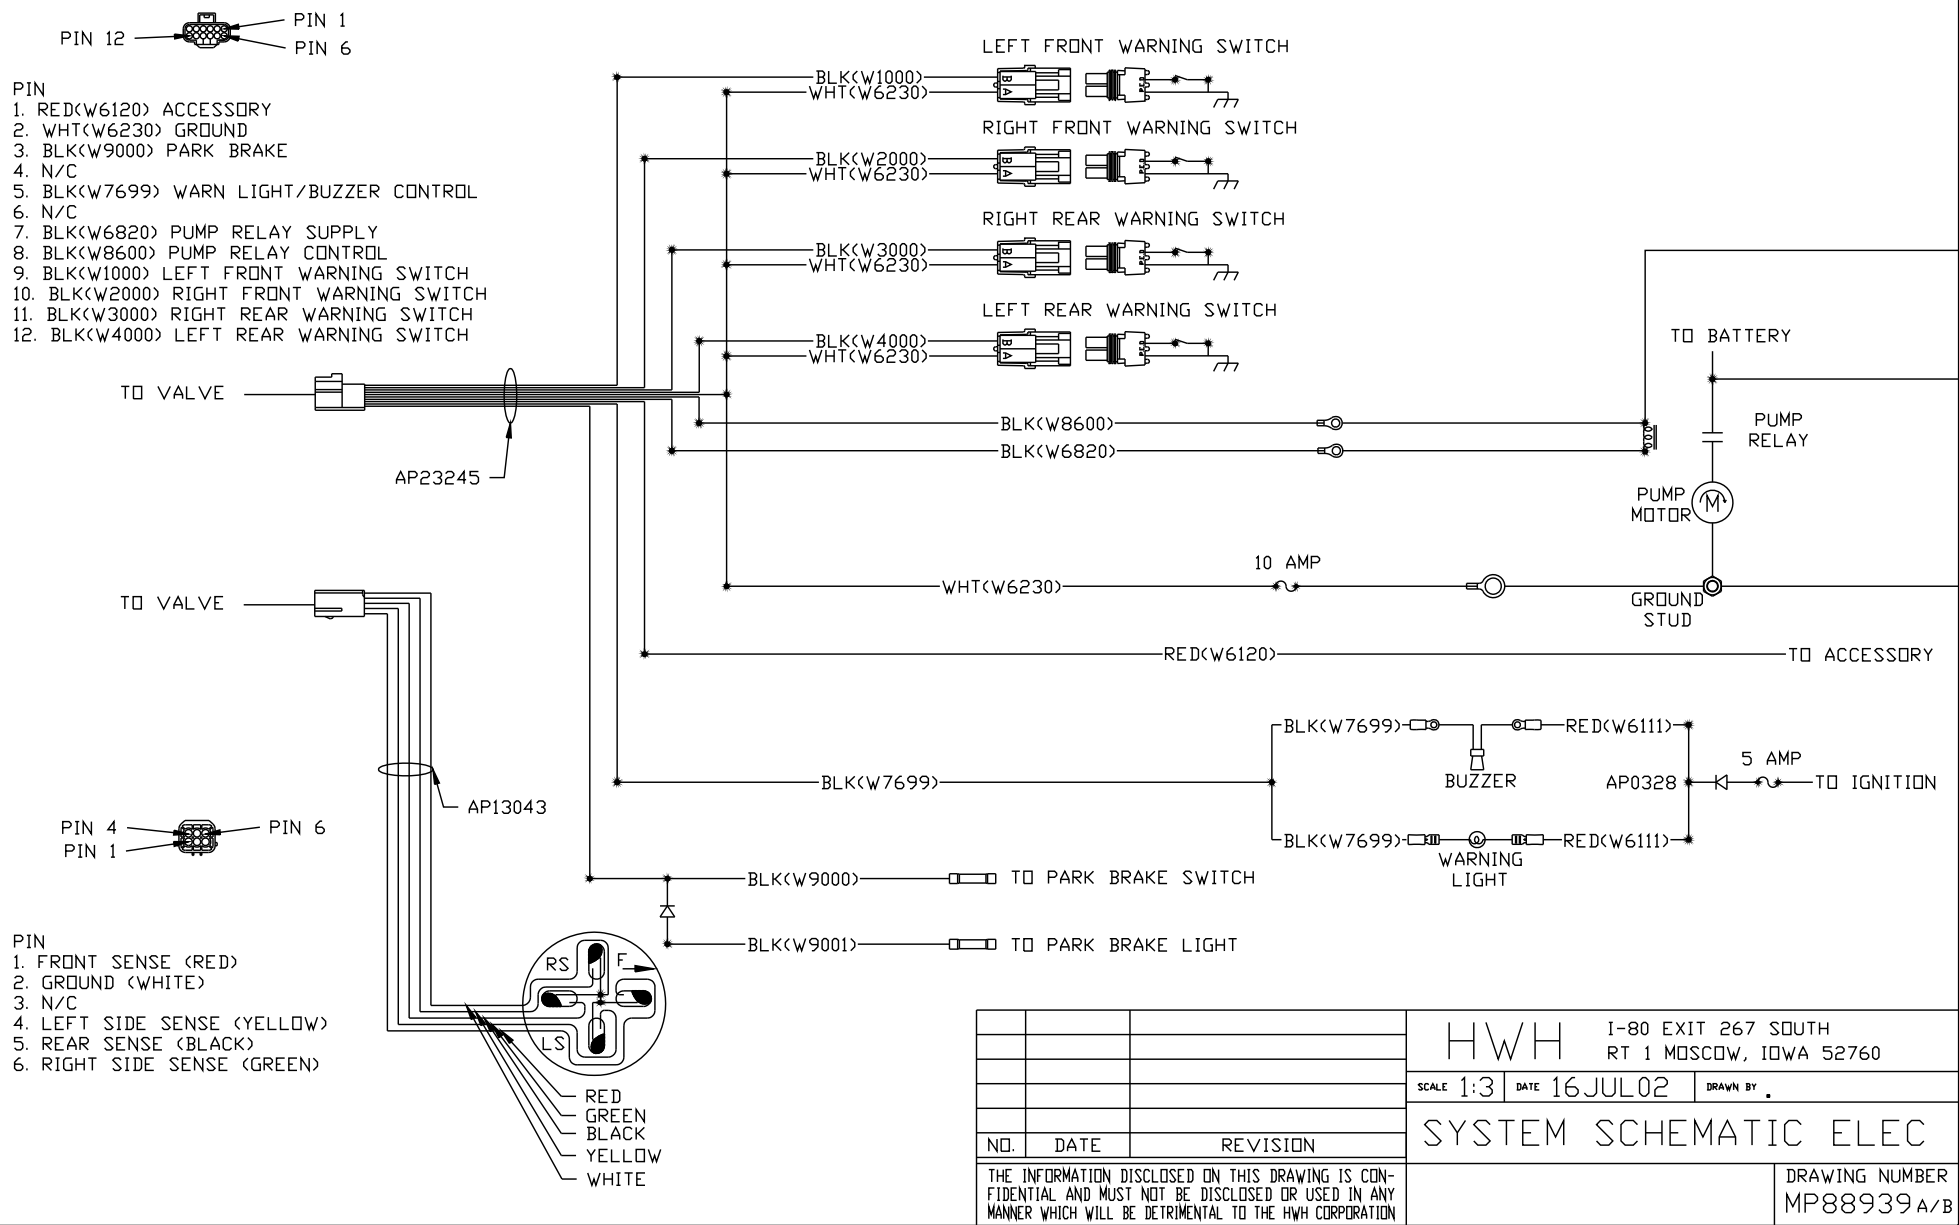 PIN 1
PIN 12
PIN 6
PIN
1. RED(W6120) ACCESSORY
2. WHT(W6230) GROUND
3. BLK(W9000) PARK BRAKE
4. N/C
5. BLK(W7699) WARN LIGHT/BUZZER CONTROL
6. N/C
7. BLK(W6820) PUMP RELAY SUPPLY
8. BLK(W8600) PUMP RELAY CONTROL
9. BLK(W1000) LEFT FRONT WARNING SWITCH
10. BLK(W2000) RIGHT FRONT WARNING SWITCH
11. BLK(W3000) RIGHT REAR WARNING SWITCH
12. BLK(W4000) LEFT REAR WARNING SWITCH
LEFT FRONT WARNING SWITCH
BLK(W1000)
WHT(W6230)
B
A
RIGHT FRONT WARNING SWITCH
BLK(W2000)
WHT(W6230)
B
A
RIGHT REAR WARNING SWITCH
BLK(W3000)
WHT(W6230)
B
A
LEFT REAR WARNING SWITCH
BLK(W4000)
WHT(W6230)
B
A
TO BATTERY
TO VALVE
AP23245
BLK(W8600)
BLK(W6820)
PUMP
RELAY
PUMP
MOTOR
M
10 AMP
WHT(W6230)
GROUND
STUD
TO VALVE
RED(W6120)
TO ACCESSORY
BLK(W7699)
RED(W6111)
BUZZER
5 AMP
BLK(W7699)
AP0328
TO IGNITION
BLK(W7699)
RED(W6111)
WARNING
LIGHT
AP13043
PIN 4
PIN 6
PIN 1
BLK(W9000)
TO PARK BRAKE SWITCH
BLK(W9001)
TO PARK BRAKE LIGHT
PIN
1. FRONT SENSE (RED)
2. GROUND (WHITE)
3. N/C
4. LEFT SIDE SENSE (YELLOW)
5. REAR SENSE (BLACK)
6. RIGHT SIDE SENSE (GREEN)
RS
F
LS
RED
GREEN
BLACK
YELLOW
WHITE
NO. DATE REVISION
THE INFORMATION DISCLOSED ON THIS DRAWING IS CON-
FIDENTIAL AND MUST NOT BE DISCLOSED OR USED IN ANY
MANNER WHICH WILL BE DETRIMENTAL TO THE HWH CORPORATION
HWH
I-80 EXIT 267 SOUTH
RT 1 MOSCOW, IOWA 52760
SCALE 1:3 DATE 16JUL02 DRAWN BY .
SYSTEM SCHEMATIC ELEC
DRAWING NUMBER
MP88939 A/B